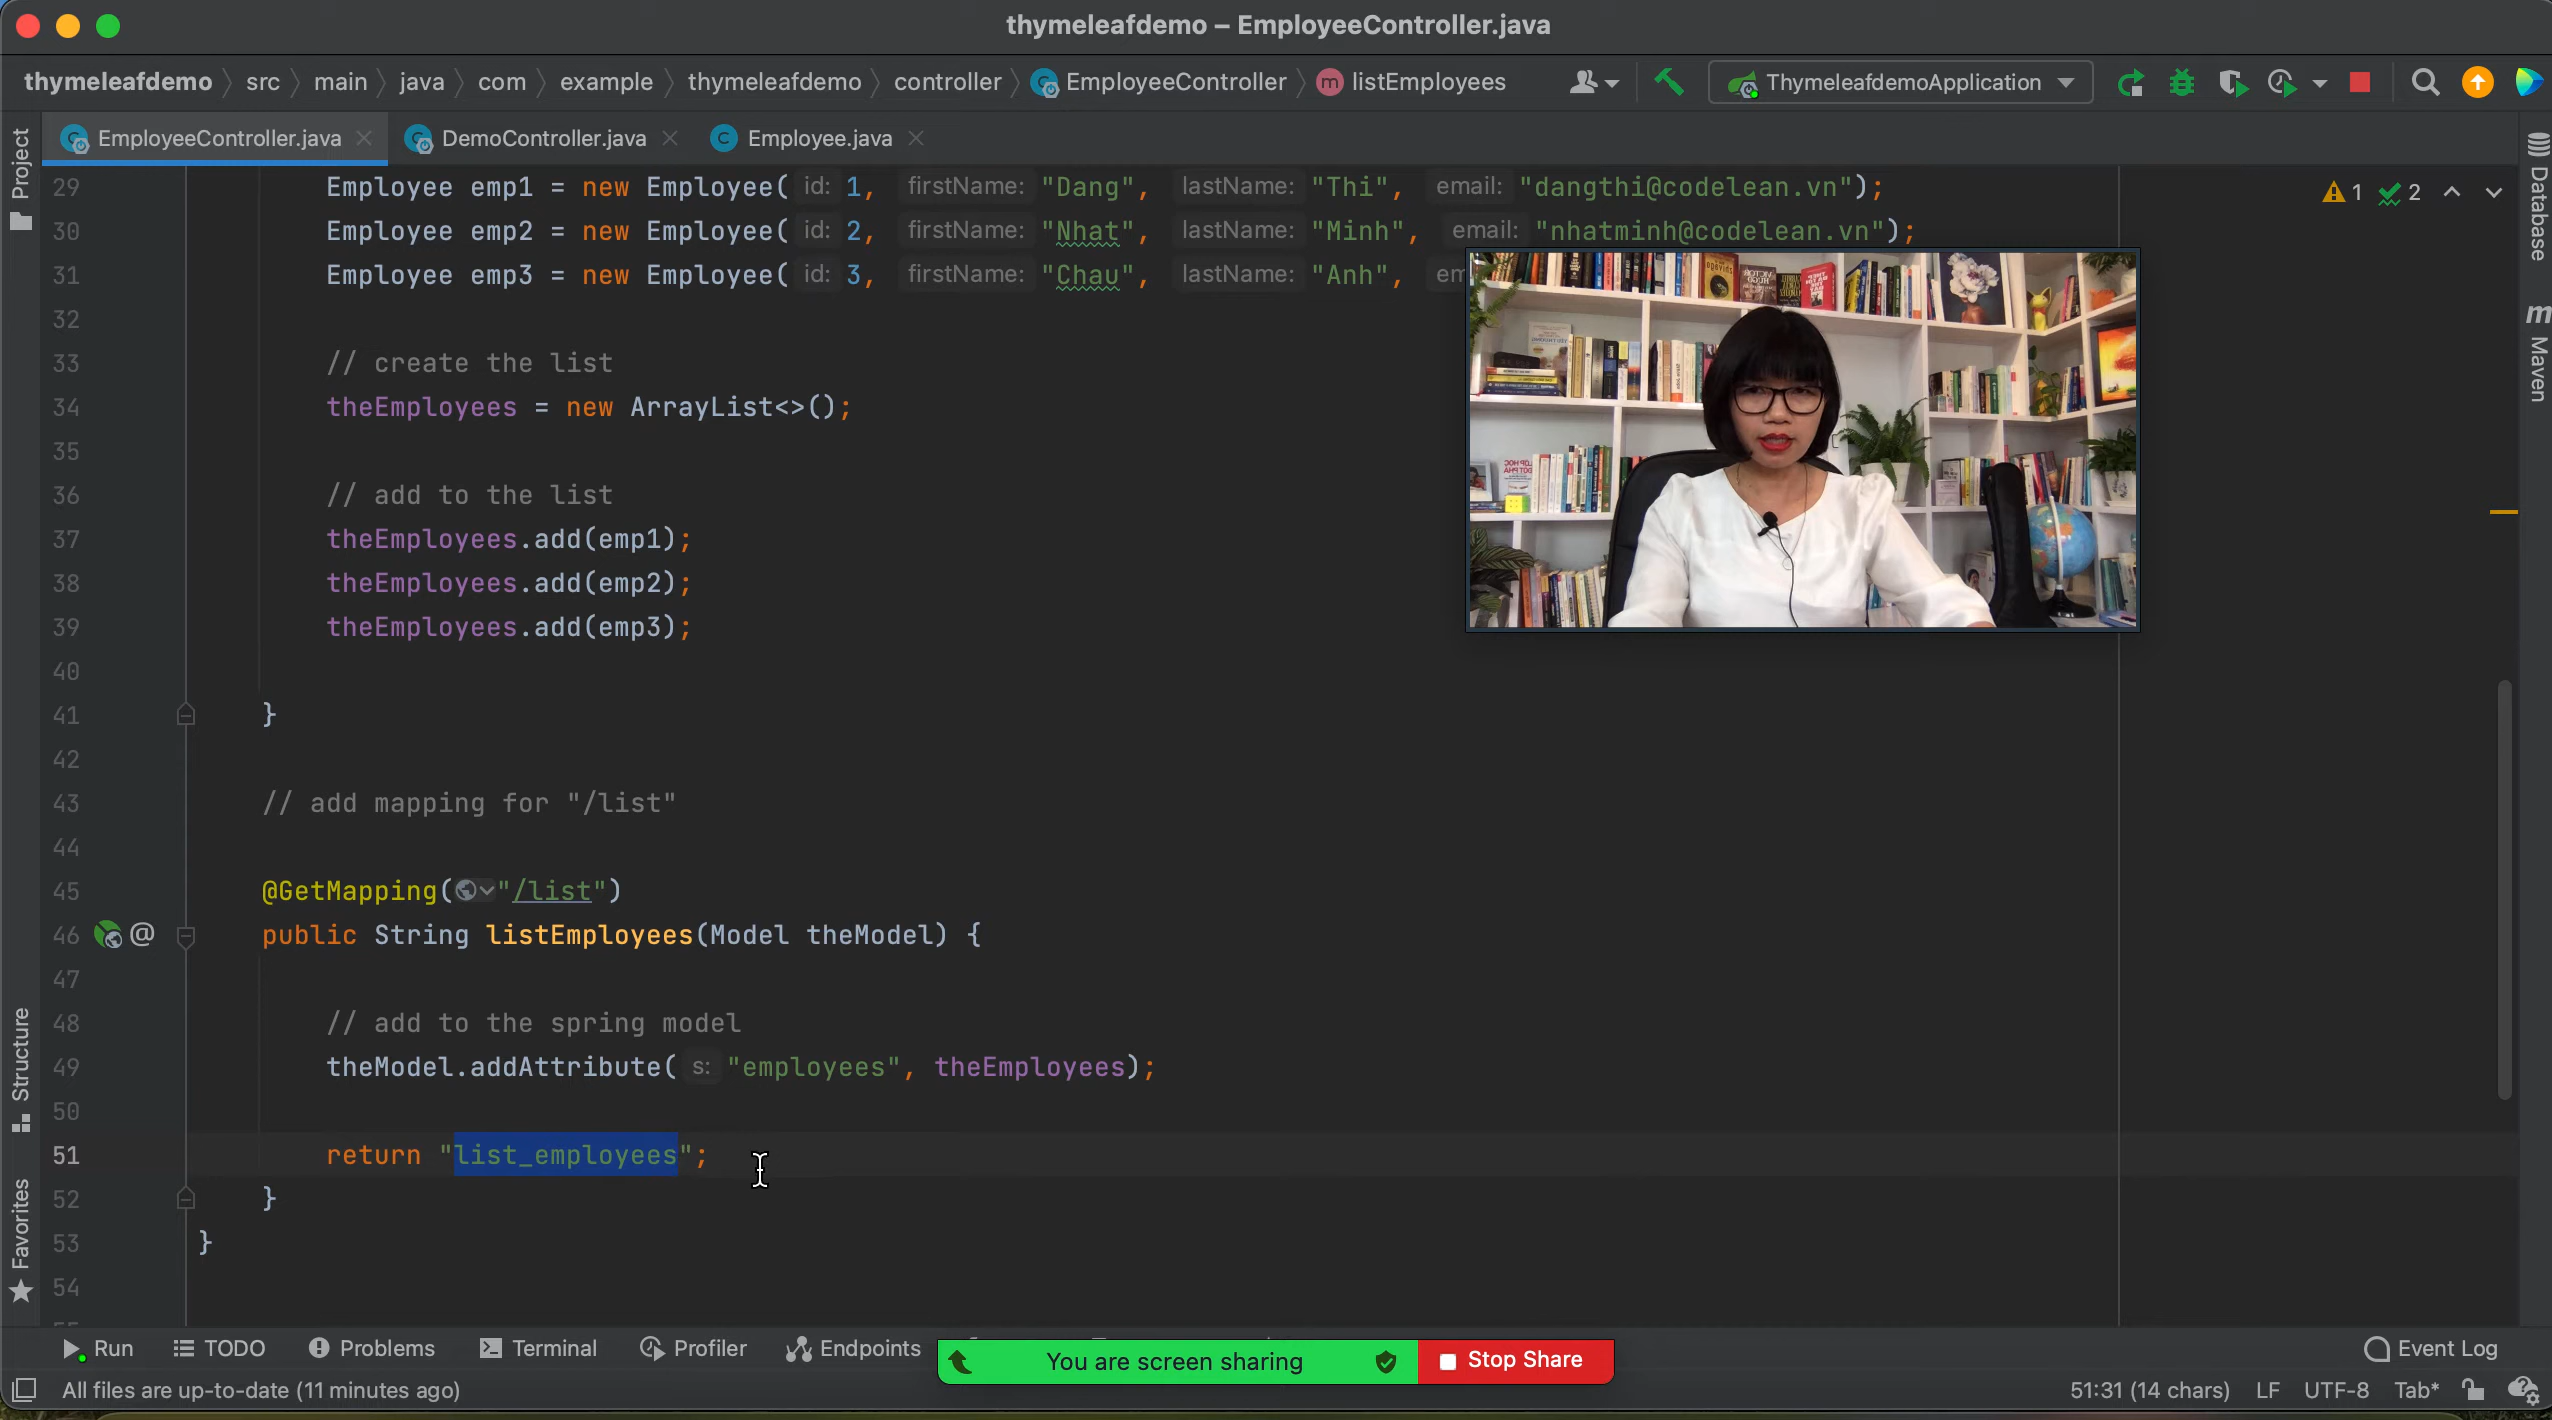 thymeleafdemo – EmployeeController.java
thymeleafdemo src main java com example thymeleafdemo controller EmployeeController m listEmployees ThymeleafdemoApplication
EmployeeController.java DemoController.java Employee.java
Project
Structure
Favorites
Database
m Maven
1 2
29 Employee emp1 = new Employee( id: 1, firstName: "Dang", lastName: "Thi", email: "dangthi@codelean.vn");
30 Employee emp2 = new Employee( id: 2, firstName: "Nhat", lastName: "Minh", email: "nhatminh@codelean.vn");
31 Employee emp3 = new Employee( id: 3, firstName: "Chau", lastName: "Anh", em
32
33 // create the list
34 theEmployees = new ArrayList<>();
35
36 // add to the list
37 theEmployees.add(emp1);
38 theEmployees.add(emp2);
39 theEmployees.add(emp3);
40
41 }
42
43 // add mapping for "/list"
44
45 @GetMapping("/list")
46 @ public String listEmployees(Model theModel) {
47
48 // add to the spring model
49 theModel.addAttribute( s: "employees", theEmployees);
50
51 return "list_employees";
52 }
53 }
54
Run TODO Problems Terminal Profiler Endpoints Event Log
You are screen sharing Stop Share
All files are up-to-date (11 minutes ago) 51:31 (14 chars) LF UTF-8 Tab*